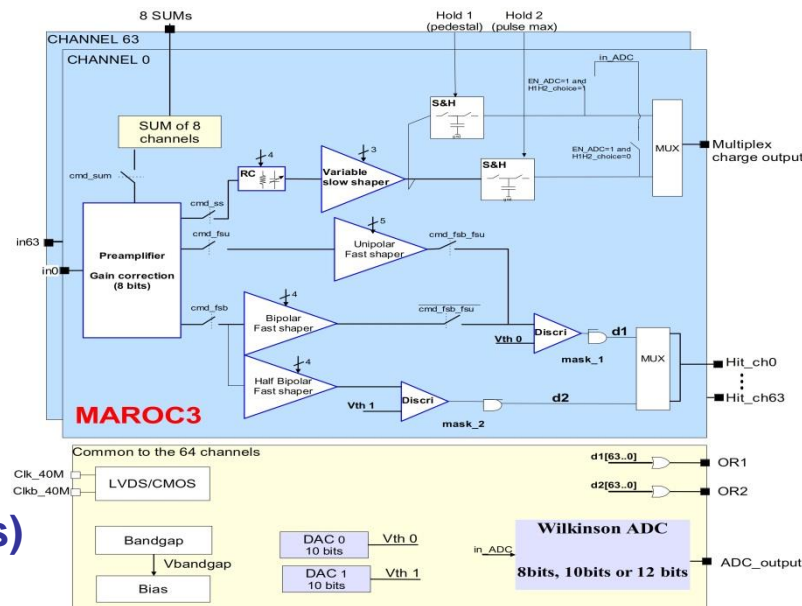 8 SUMs
Hold 1
(pedestal)
Hold 2
(pulse max)
CHANNEL 63
CHANNEL 0
in_ADC
EN_ADC=1 and
H1H2_choice=1
S&H
SUM of 8
channels
4
3
RC
Variable
slow shaper
S&H
EN_ADC=1 and
H1H2_choice=0
MUX
Multiplex
charge output
cmd_sum
cmd_ss
5
in63
in0
Preamplifier
Gain correction
(8 bits)
cmd_fsu
Unipolar
Fast shaper
cmd_fsb_fsu
4
cmd_fsb
Bipolar
Fast shaper
cmd_fsb_fsu
Discri
d1
Vth 0
mask_1
MUX
4
Half Bipolar
Fast shaper
Vth 1
Discri
d2
mask_2
Hit_ch0
Hit_ch63
MAROC3
Common to the 64 channels
Clk_40M
Clkb_40M
LVDS/CMOS
d1[63..0]
OR1
d2[63..0]
OR2
s)
Bandgap
Vbandgap
Bias
DAC 0
10 bits
Vth 0
DAC 1
10 bits
Vth 1
in_ADC
Wilkinson ADC
8bits, 10bits or 12 bits
ADC_output